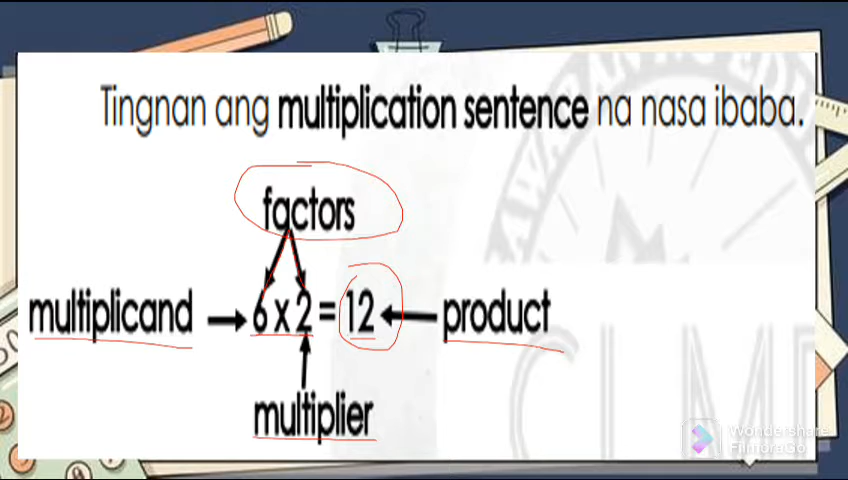 Tingnan ang multiplication sentence na nasa ibaba.
factors
multiplicand 6 x 2 = 12 product
multiplier
Wondershare
FilmoraGo